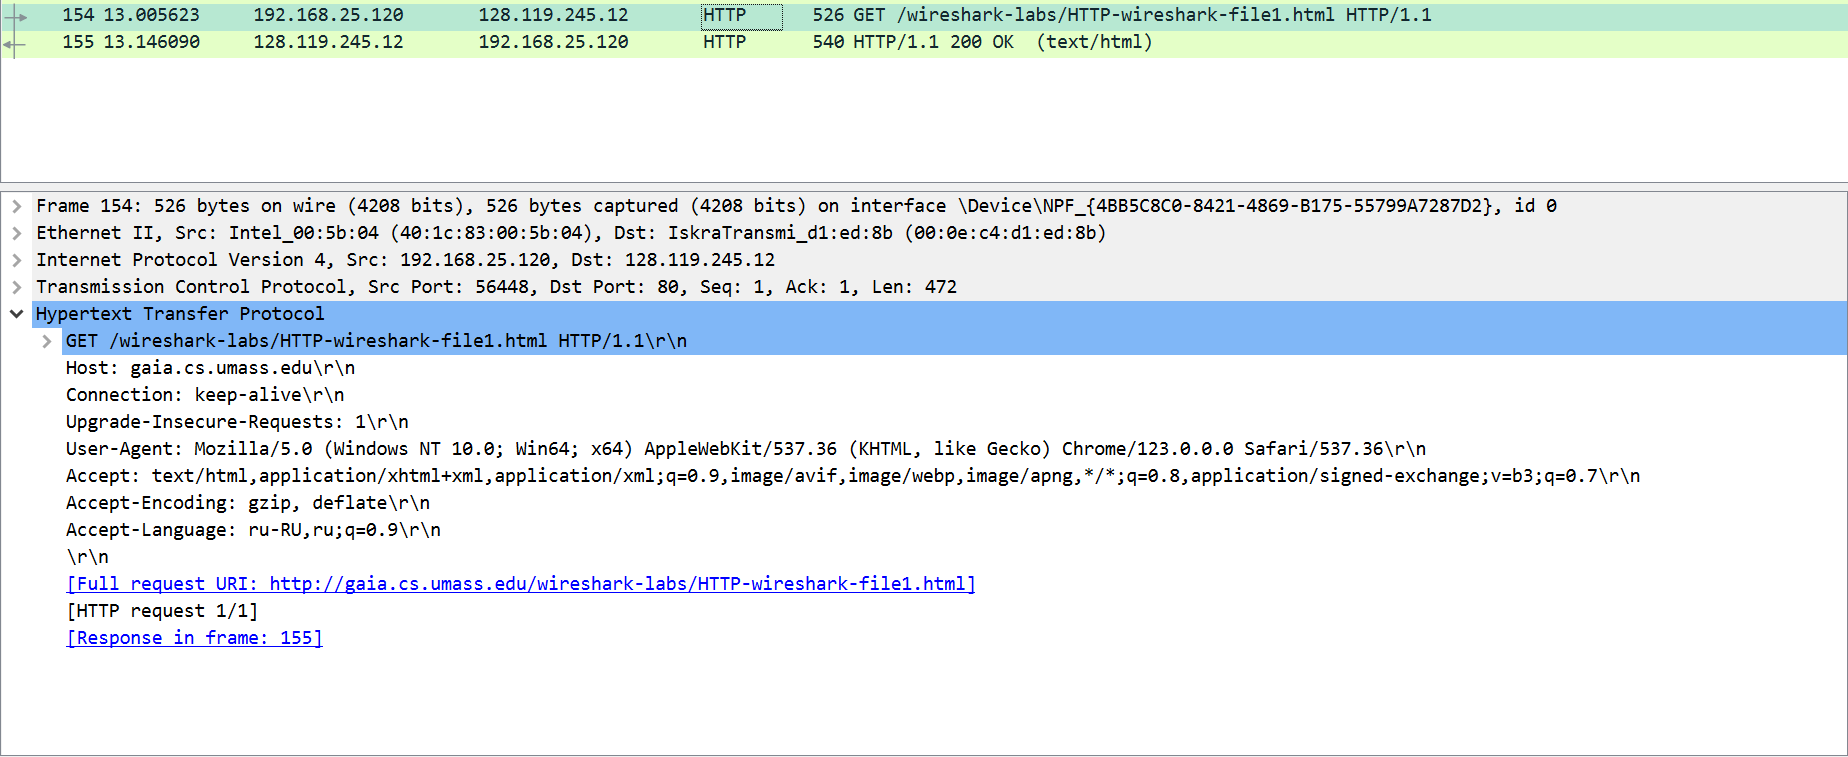 154 13.005623 192.168.25.120 128.119.245.12 HTTP 526 GET /wireshark-labs/HTTP-wireshark-file1.html HTTP/1.1
155 13.146090 128.119.245.12 192.168.25.120 HTTP 540 HTTP/1.1 200 OK (text/html)
Frame 154: 526 bytes on wire (4208 bits), 526 bytes captured (4208 bits) on interface \Device\NPF_{4BB5C8C0-8421-4869-B175-55799A7287D2}, id 0
Ethernet II, Src: Intel_00:5b:04 (40:1c:83:00:5b:04), Dst: IskraTransmi_d1:ed:8b (00:0e:c4:d1:ed:8b)
Internet Protocol Version 4, Src: 192.168.25.120, Dst: 128.119.245.12
Transmission Control Protocol, Src Port: 56448, Dst Port: 80, Seq: 1, Ack: 1, Len: 472
Hypertext Transfer Protocol
GET /wireshark-labs/HTTP-wireshark-file1.html HTTP/1.1\r\n
Host: gaia.cs.umass.edu\r\n
Connection: keep-alive\r\n
Upgrade-Insecure-Requests: 1\r\n
User-Agent: Mozilla/5.0 (Windows NT 10.0; Win64; x64) AppleWebKit/537.36 (KHTML, like Gecko) Chrome/123.0.0.0 Safari/537.36\r\n
Accept: text/html,application/xhtml+xml,application/xml;q=0.9,image/avif,image/webp,image/apng,*/*;q=0.8,application/signed-exchange;v=b3;q=0.7\r\n
Accept-Encoding: gzip, deflate\r\n
Accept-Language: ru-RU,ru;q=0.9\r\n
\r\n
[Full request URI: http://gaia.cs.umass.edu/wireshark-labs/HTTP-wireshark-file1.html]
[HTTP request 1/1]
[Response in frame: 155]